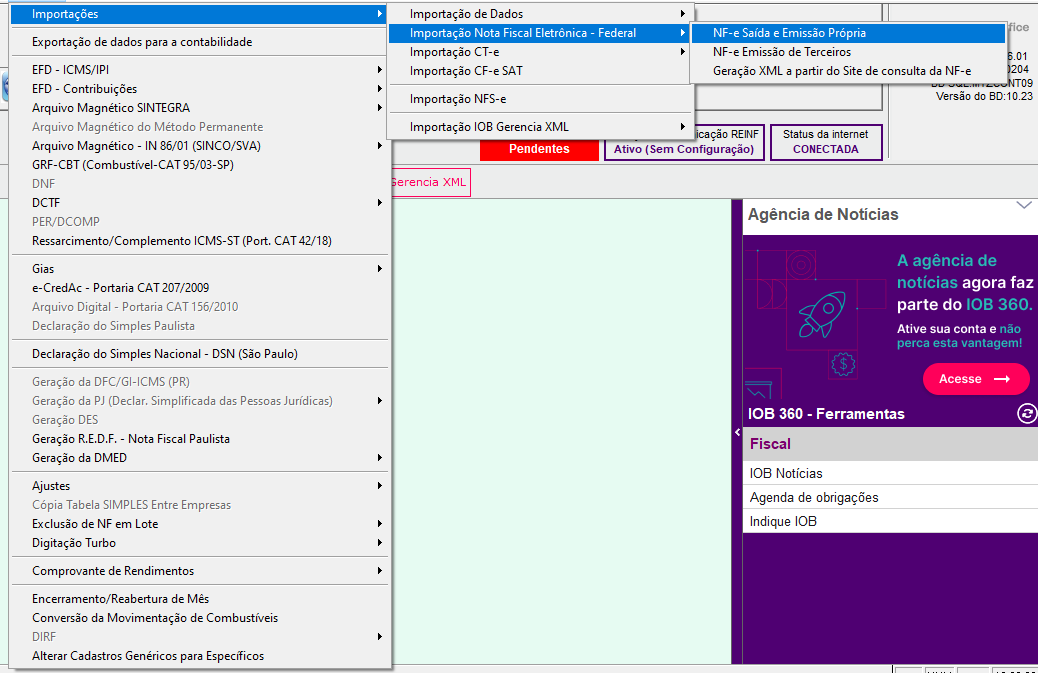 Importações
Exportação de dados para a contabilidade
EFD - ICMS/IPI
EFD - Contribuições
Arquivo Magnético SINTEGRA
Arquivo Magnético do Método Permanente
Arquivo Magnético - IN 86/01 (SINCO/SVA)
GRF-CBT (Combustível-CAT 95/03-SP)
DNF
DCTF
PER/DCOMP
Ressarcimento/Complemento ICMS-ST (Port. CAT 42/18)
Gias
e-CredAc - Portaria CAT 207/2009
Arquivo Digital - Portaria CAT 156/2010
Declaração do Simples Paulista
Declaração do Simples Nacional - DSN (São Paulo)
Geração da DFC/GI-ICMS (PR)
Geração da PJ (Declar. Simplificada das Pessoas Jurídicas)
Geração DES
Geração R.E.D.F. - Nota Fiscal Paulista
Geração da DMED
Ajustes
Cópia Tabela SIMPLES Entre Empresas
Exclusão de NF em Lote
Digitação Turbo
Comprovante de Rendimentos
Encerramento/Reabertura de Mês
Conversão da Movimentação de Combustíveis
DIRF
Alterar Cadastros Genéricos para Específicos
Importação de Dados
Importação Nota Fiscal Eletrônica - Federal
Importação CT-e
Importação CF-e SAT
Importação NFS-e
Importação IOB Gerencia XML
NF-e Saída e Emissão Própria
NF-e Emissão de Terceiros
Geração XML a partir do Site de consulta da NF-e
fice
6.01
0204
Versão do BD:10.23
Pendentes
icação REINF
Ativo (Sem Configuração)
Status da internet
CONECTADA
Gerencia XML
Agência de Notícias
A agência de
notícias agora faz
parte do IOB 360.
Ative sua conta e não
perca esta vantagem!
Acesse
IOB 360 - Ferramentas
Fiscal
IOB Notícias
Agenda de obrigações
Indique IOB